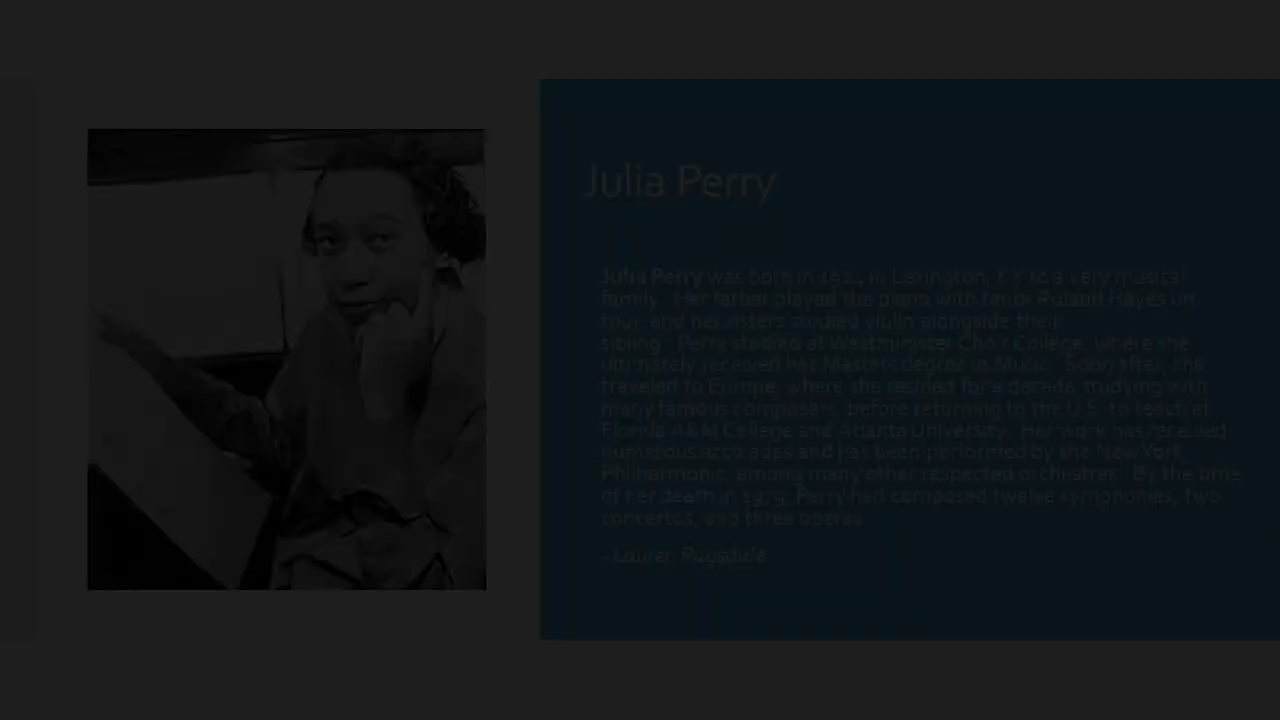 Julia Perry
Julia Perry was born in 1924 in Lexington, KY to a very musical
family. Her father played the piano with tenor Roland Hayes on
tour, and her sisters studied violin alongside their
sibling. Perry studied at Westminster Choir College, where she
ultimately received her Masters degree in Music. Soon after, she
traveled to Europe, where she resided for a decade studying with
many famous composers, before returning to the U.S. to teach at
Florida A&M College and Atlanta University. Her work has received
numerous accolades and has been performed by the New York
Philharmonic, among many other respected orchestras. By the time
of her death in 1979, Perry had composed twelve symphonies, two
concertos, and three operas.
--Lauren Ragsdale